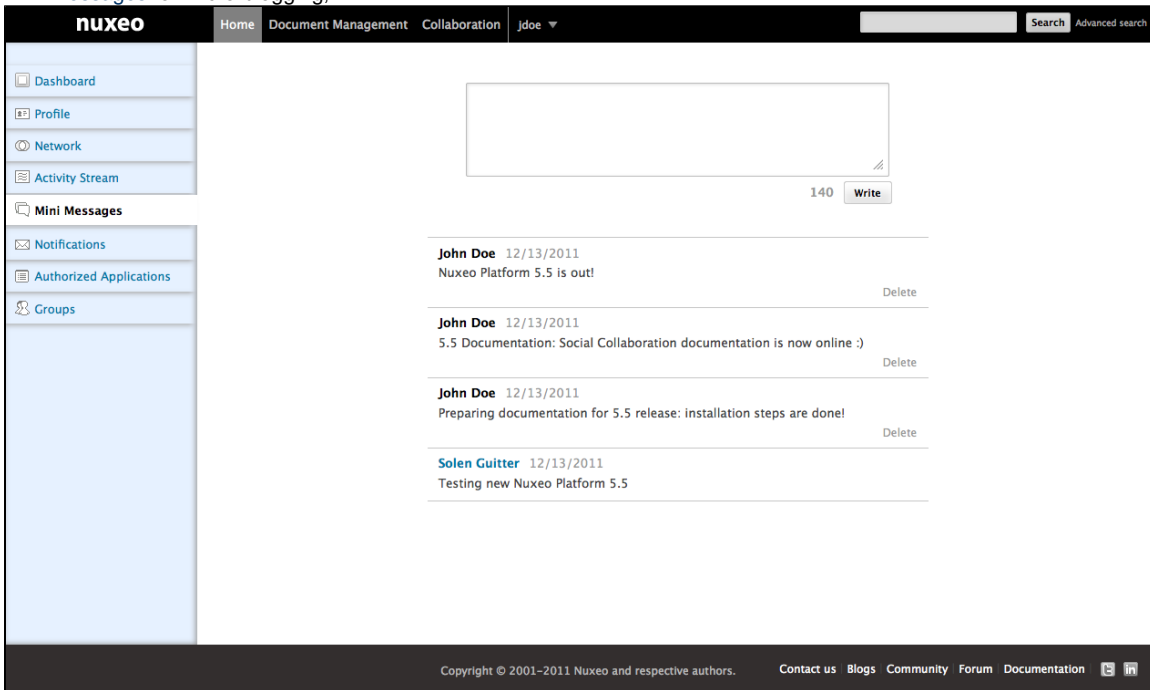 nuxeo
Home Document Management Collaboration jdoe Search Advanced search
Dashboard
Profile
Network
Activity Stream
Mini Messages
Notifications
Authorized Applications
Groups
140 Write
John Doe 12/13/2011
Nuxeo Platform 5.5 is out!
Delete
John Doe 12/13/2011
5.5 Documentation: Social Collaboration documentation is now online :)
Delete
John Doe 12/13/2011
Preparing documentation for 5.5 release: installation steps are done!
Delete
Solen Guitter 12/13/2011
Testing new Nuxeo Platform 5.5
Copyright © 2001-2011 Nuxeo and respective authors. Contact us Blogs Community Forum Documentation in